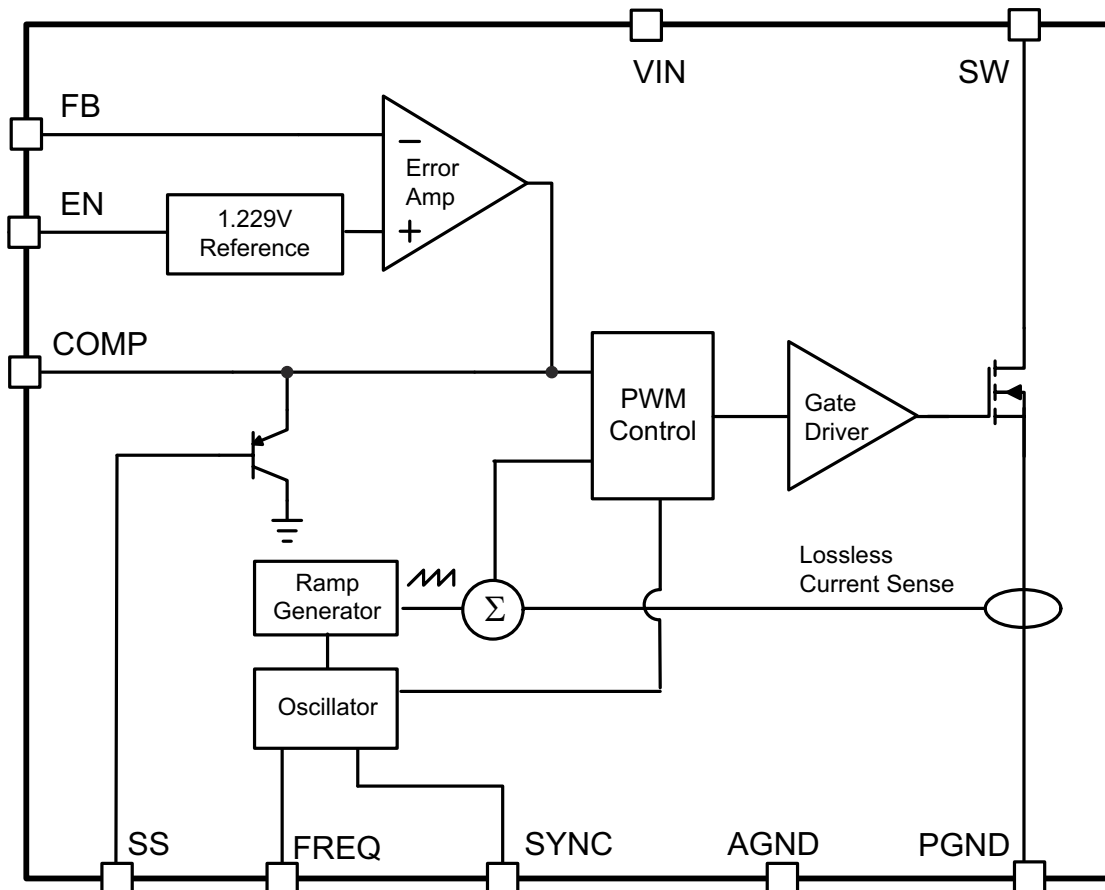 VIN
SW
FB
Error
Amp
−
+
EN
1.229V
Reference
COMP
PWM
Control
Gate
Driver
Lossless
Current Sense
Ramp
Generator
Σ
Oscillator
SS
FREQ
SYNC
AGND
PGND